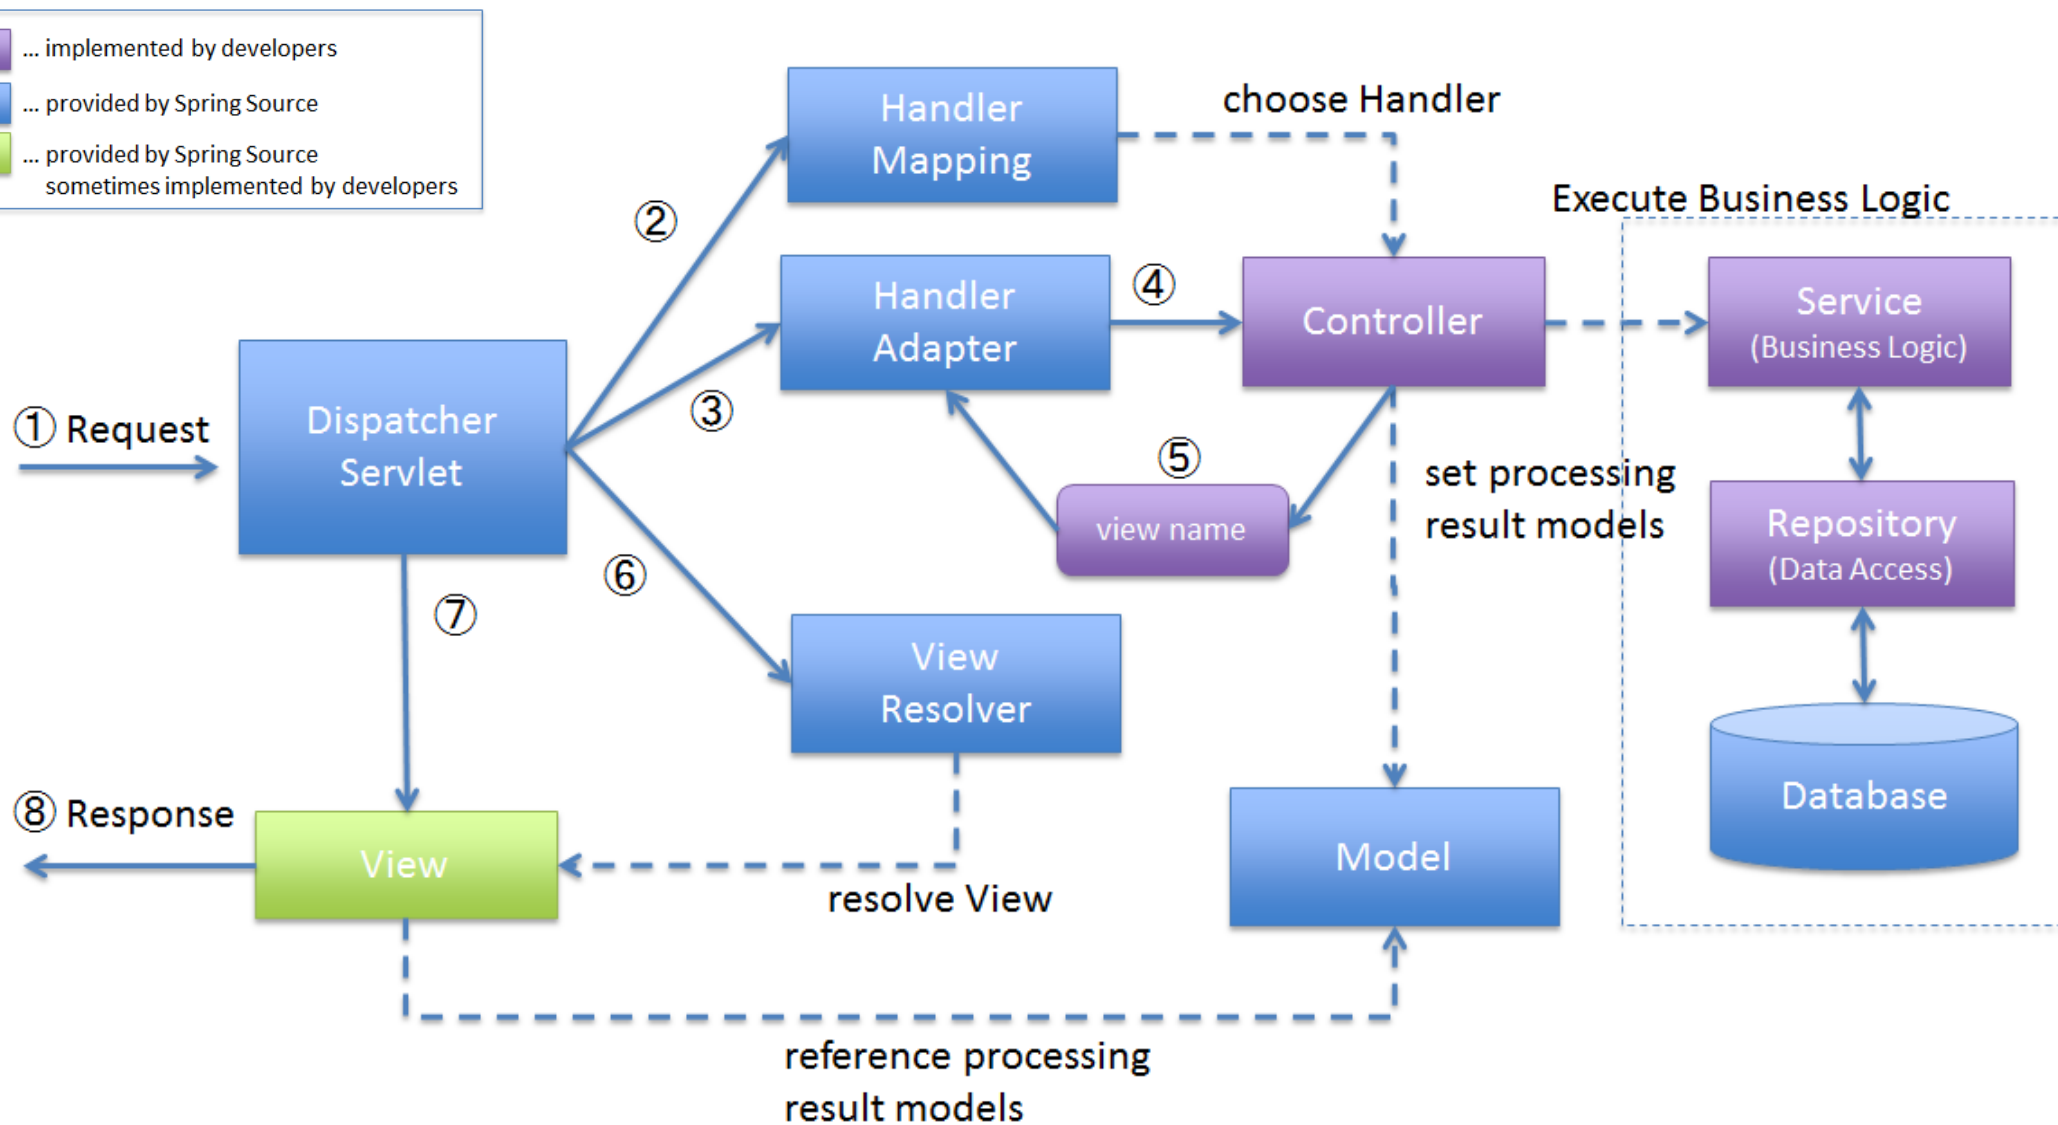 ... implemented by developers
... provided by Spring Source
... provided by Spring Source
sometimes implemented by developers
Handler
Mapping
choose Handler
Execute Business Logic
②
Handler
Adapter
④
Controller
Service
(Business Logic)
③
① Request
Dispatcher
Servlet
⑤
view name
set processing
result models
Repository
(Data Access)
⑥
⑦
View
Resolver
Database
⑧ Response
View
resolve View
Model
reference processing
result models